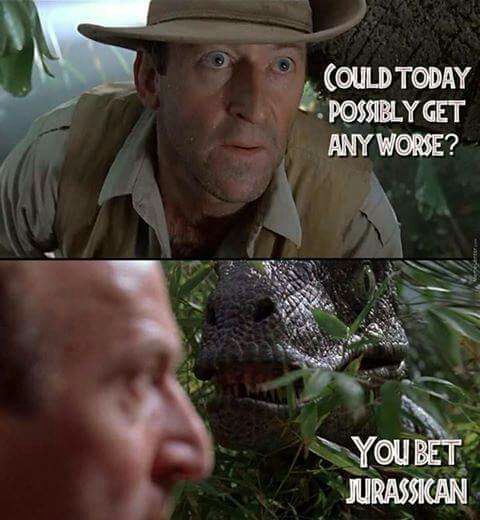 COULD TODAY
POSSIBLY GET
ANY WORSE?
YOU BET
JURASSICAN